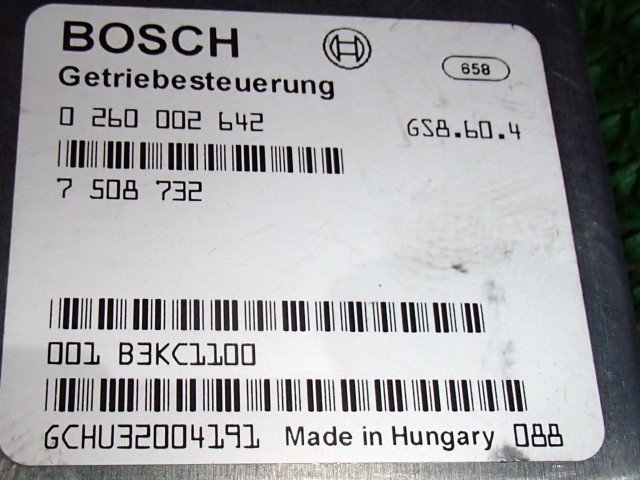 BOSCH
658
Getriebesteuerung
0 260 002 642 GS8.60.4
7 508 732
001 B3KC1100
GCHU32004191 Made in Hungary 088